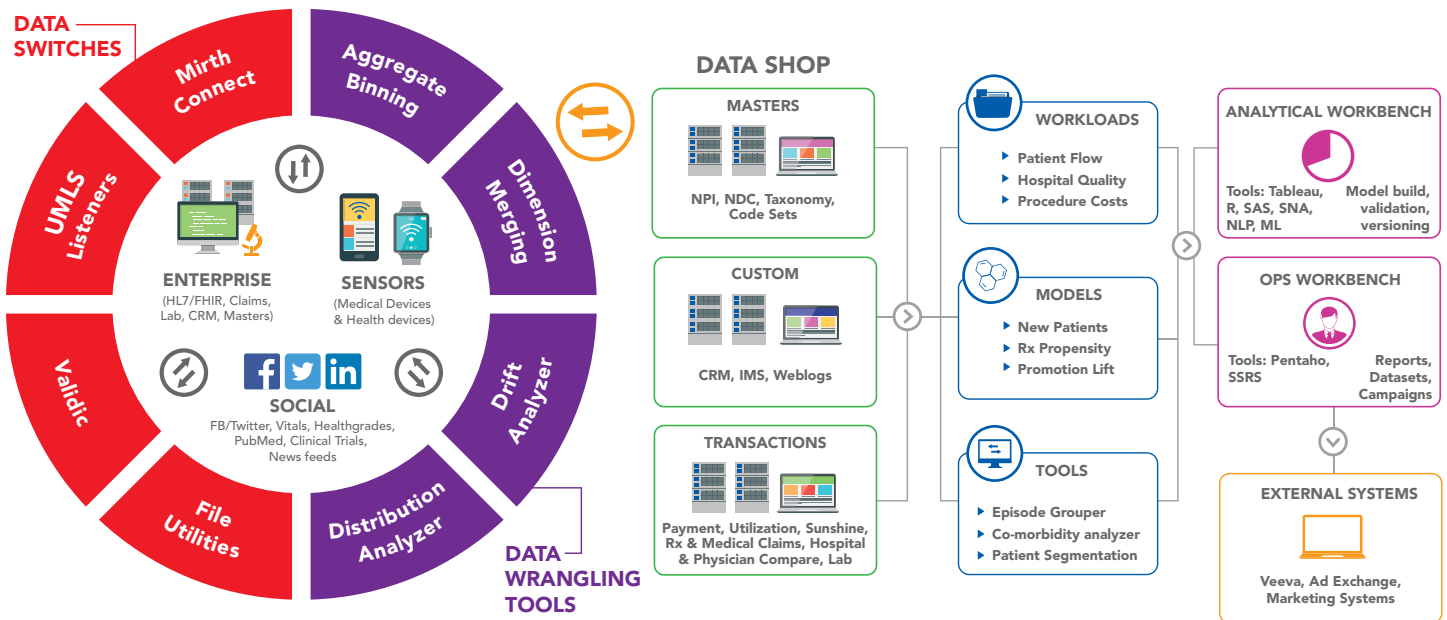 DATA
SWITCHES
Mirth
Connect
Aggregate
Binning
UMLS
Listeners
Dimension
Merging
Validic
Drift
Analyzer
File
Utilities
Distribution
Analyzer
ENTERPRISE
(HL7/FHIR, Claims,
Lab, CRM, Masters)
SENSORS
(Medical Devices
& Health devices)
f
in
SOCIAL
FB/Twitter, Vitals, Healthgrades,
PubMed, Clinical Trials,
News feeds
DATA
WRANGLING
TOOLS
DATA SHOP
MASTERS
NPI, NDC, Taxonomy,
Code Sets
CUSTOM
CRM, IMS, Weblogs
TRANSACTIONS
Payment, Utilization, Sunshine,
Rx & Medical Claims, Hospital
& Physician Compare, Lab
WORKLOADS
Patient Flow
Hospital Quality
Procedure Costs
MODELS
New Patients
Rx Propensity
Promotion Lift
TOOLS
Episode Grouper
Co-morbidity analyzer
Patient Segmentation
ANALYTICAL WORKBENCH
Tools: Tableau,
R, SAS, SNA,
NLP, ML
Model build,
validation,
versioning
OPS WORKBENCH
Tools: Pentaho,
SSRS
Reports,
Datasets,
Campaigns
EXTERNAL SYSTEMS
Veeva, Ad Exchange,
Marketing Systems